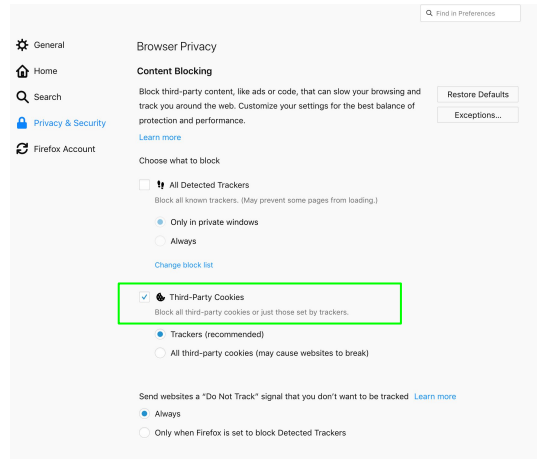 Find in Preferences
General
Home
Search
Privacy & Security
Firefox Account
Browser Privacy
Content Blocking
Block third-party content, like ads or code, that can slow your browsing and
track you around the web. Customize your settings for the best balance of
protection and performance.
Learn more
Restore Defaults
Exceptions...
Choose what to block
All Detected Trackers
Block all known trackers. (May prevent some pages from loading.)
Only in private windows
Always
Change block list
Third-Party Cookies
Block all third-party cookies or just those set by trackers.
Trackers (recommended)
All third-party cookies (may cause websites to break)
Send websites a “Do Not Track” signal that you don’t want to be tracked Learn more
Always
Only when Firefox is set to block Detected Trackers